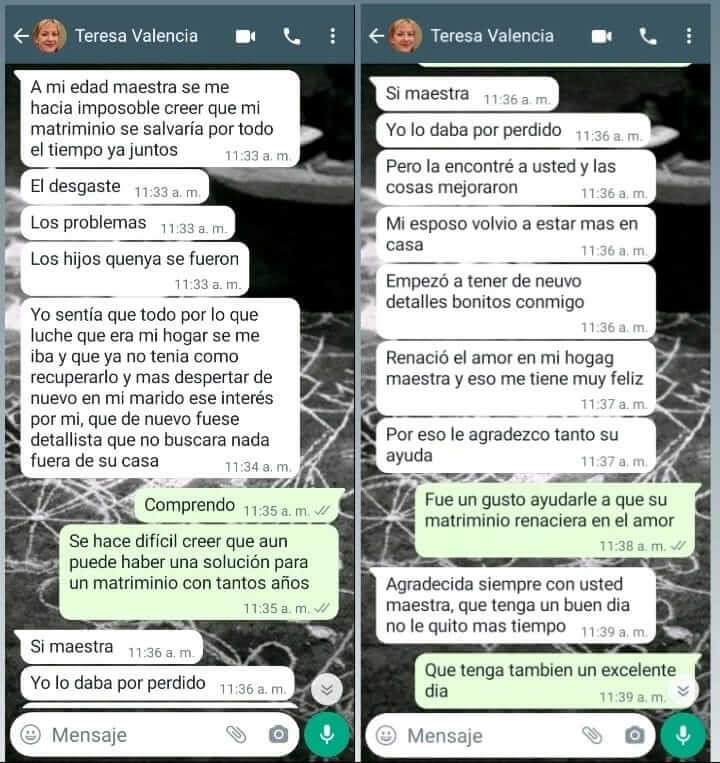 Teresa Valencia
A mi edad maestra se me
hacia imposoble creer que mi
matriminio se salvaría por todo
el tiempo ya juntos
11:33 a. m.
El desgaste
11:33 a. m.
Los problemas
11:33 a. m.
Los hijos quenya se fueron
11:33 a. m.
Yo sentía que todo por lo que
luche que era mi hogar se me
iba y que ya no tenia como
recuperarlo y mas despertar de
nuevo en mi marido ese interés
por mi, que de nuevo fuese
detallista que no buscara nada
fuera de su casa
11:34 a. m.
Comprendo
11:35 a. m.
Se hace difícil creer que aun
puede haber una solución para
un matriminio con tantos años
11:35 a. m.
Si maestra
11:36 a. m.
Yo lo daba por perdido
11:36 a. m.
Mensaje
Teresa Valencia
Si maestra
11:36 a. m.
Yo lo daba por perdido
11:36 a. m.
Pero la encontré a usted y las
cosas mejoraron
11:36 a. m.
Mi esposo volvio a estar mas en
casa
11:36 a. m.
Empezó a tener de neuvo
detalles bonitos conmigo
11:36 a. m.
Renació el amor en mi hogag
maestra y eso me tiene muy feliz
11:37 a. m.
Por eso le agradezco tanto su
ayuda
11:37 a. m.
Fue un gusto ayudarle a que su
matriminio renaciera en el amor
11:38 a. m.
Agradecida siempre con usted
maestra, que tenga un buen dia
no le quito mas tiempo
11:39 a. m.
Que tenga tambien un excelente
dia
11:39 a. m.
Mensaje